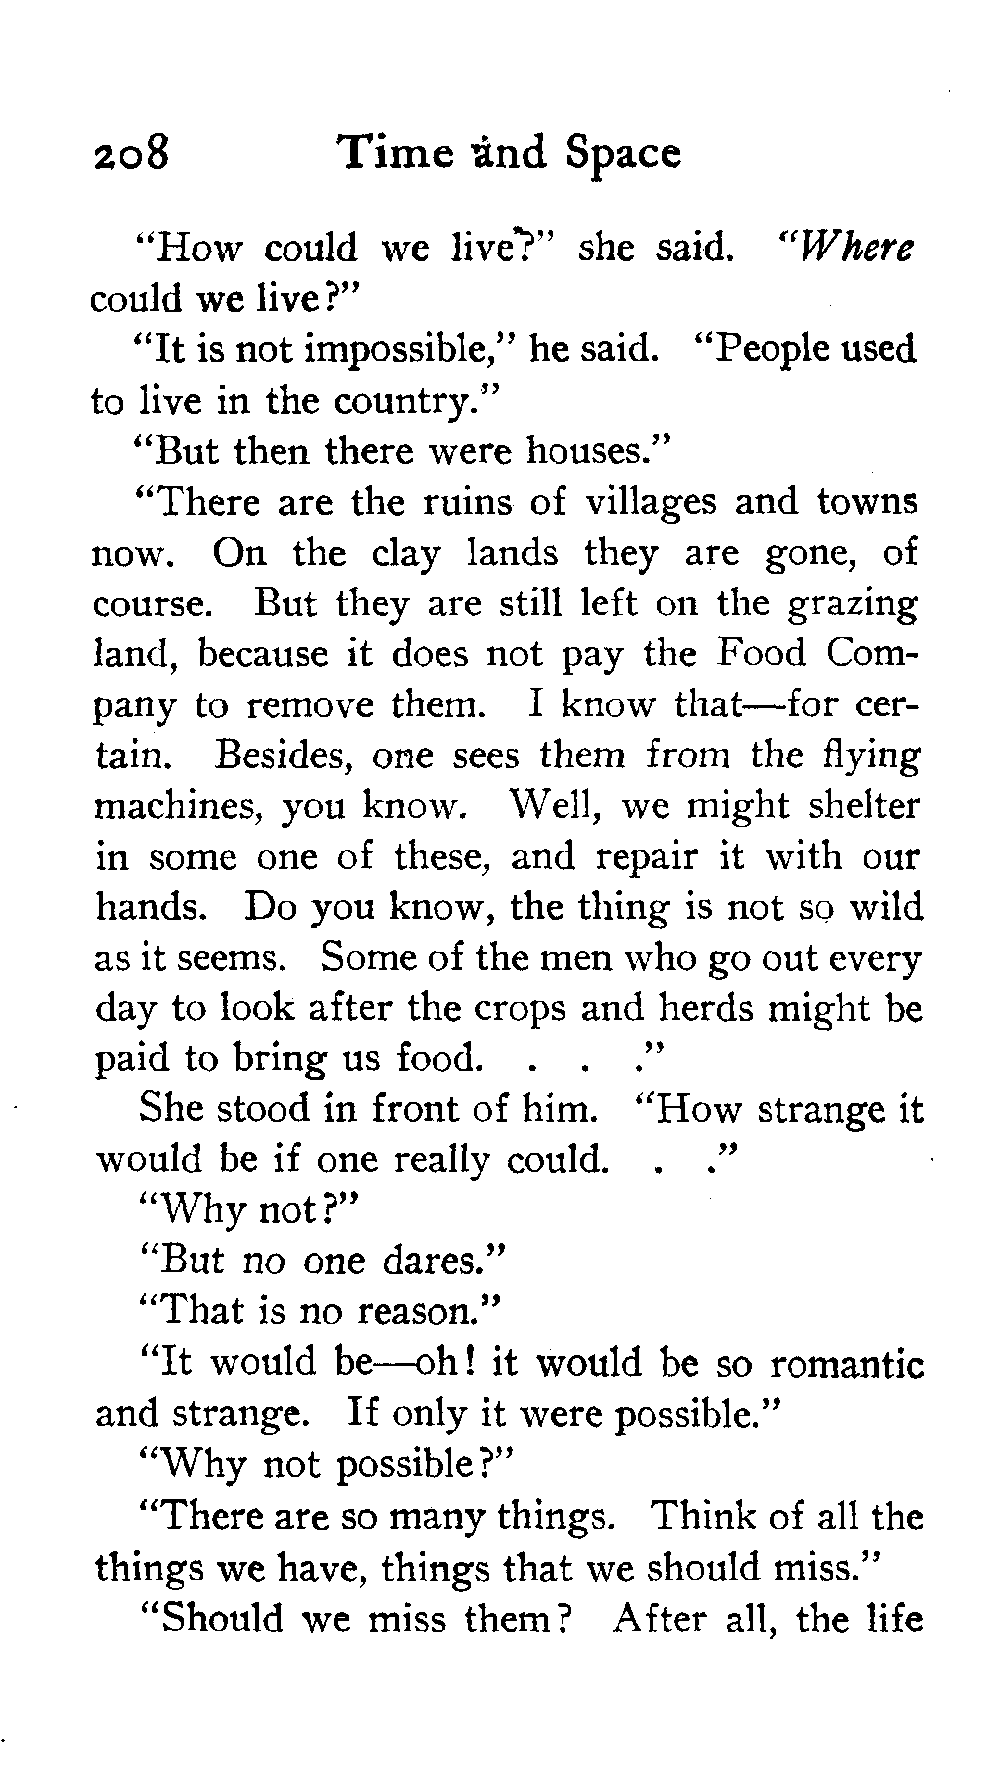 208 Time and Space
“How could we live?” she said. “Where
could we live?”
“It is not impossible,” he said. “People used
to live in the country.”
“But then there were houses.”
“There are the ruins of villages and towns
now. On the clay lands they are gone, of
course. But they are still left on the grazing
land, because it does not pay the Food Com-
pany to remove them. I know that—for cer-
tain. Besides, one sees them from the flying
machines, you know. Well, we might shelter
in some one of these, and repair it with our
hands. Do you know, the thing is not so wild
as it seems. Some of the men who go out every
day to look after the crops and herds might be
paid to bring us food. . . .”
She stood in front of him. “How strange it
would be if one really could. . .”
“Why not?”
“But no one dares.”
“That is no reason.”
“It would be—oh! it would be so romantic
and strange. If only it were possible.”
“Why not possible?”
“There are so many things. Think of all the
things we have, things that we should miss.”
“Should we miss them? After all, the life